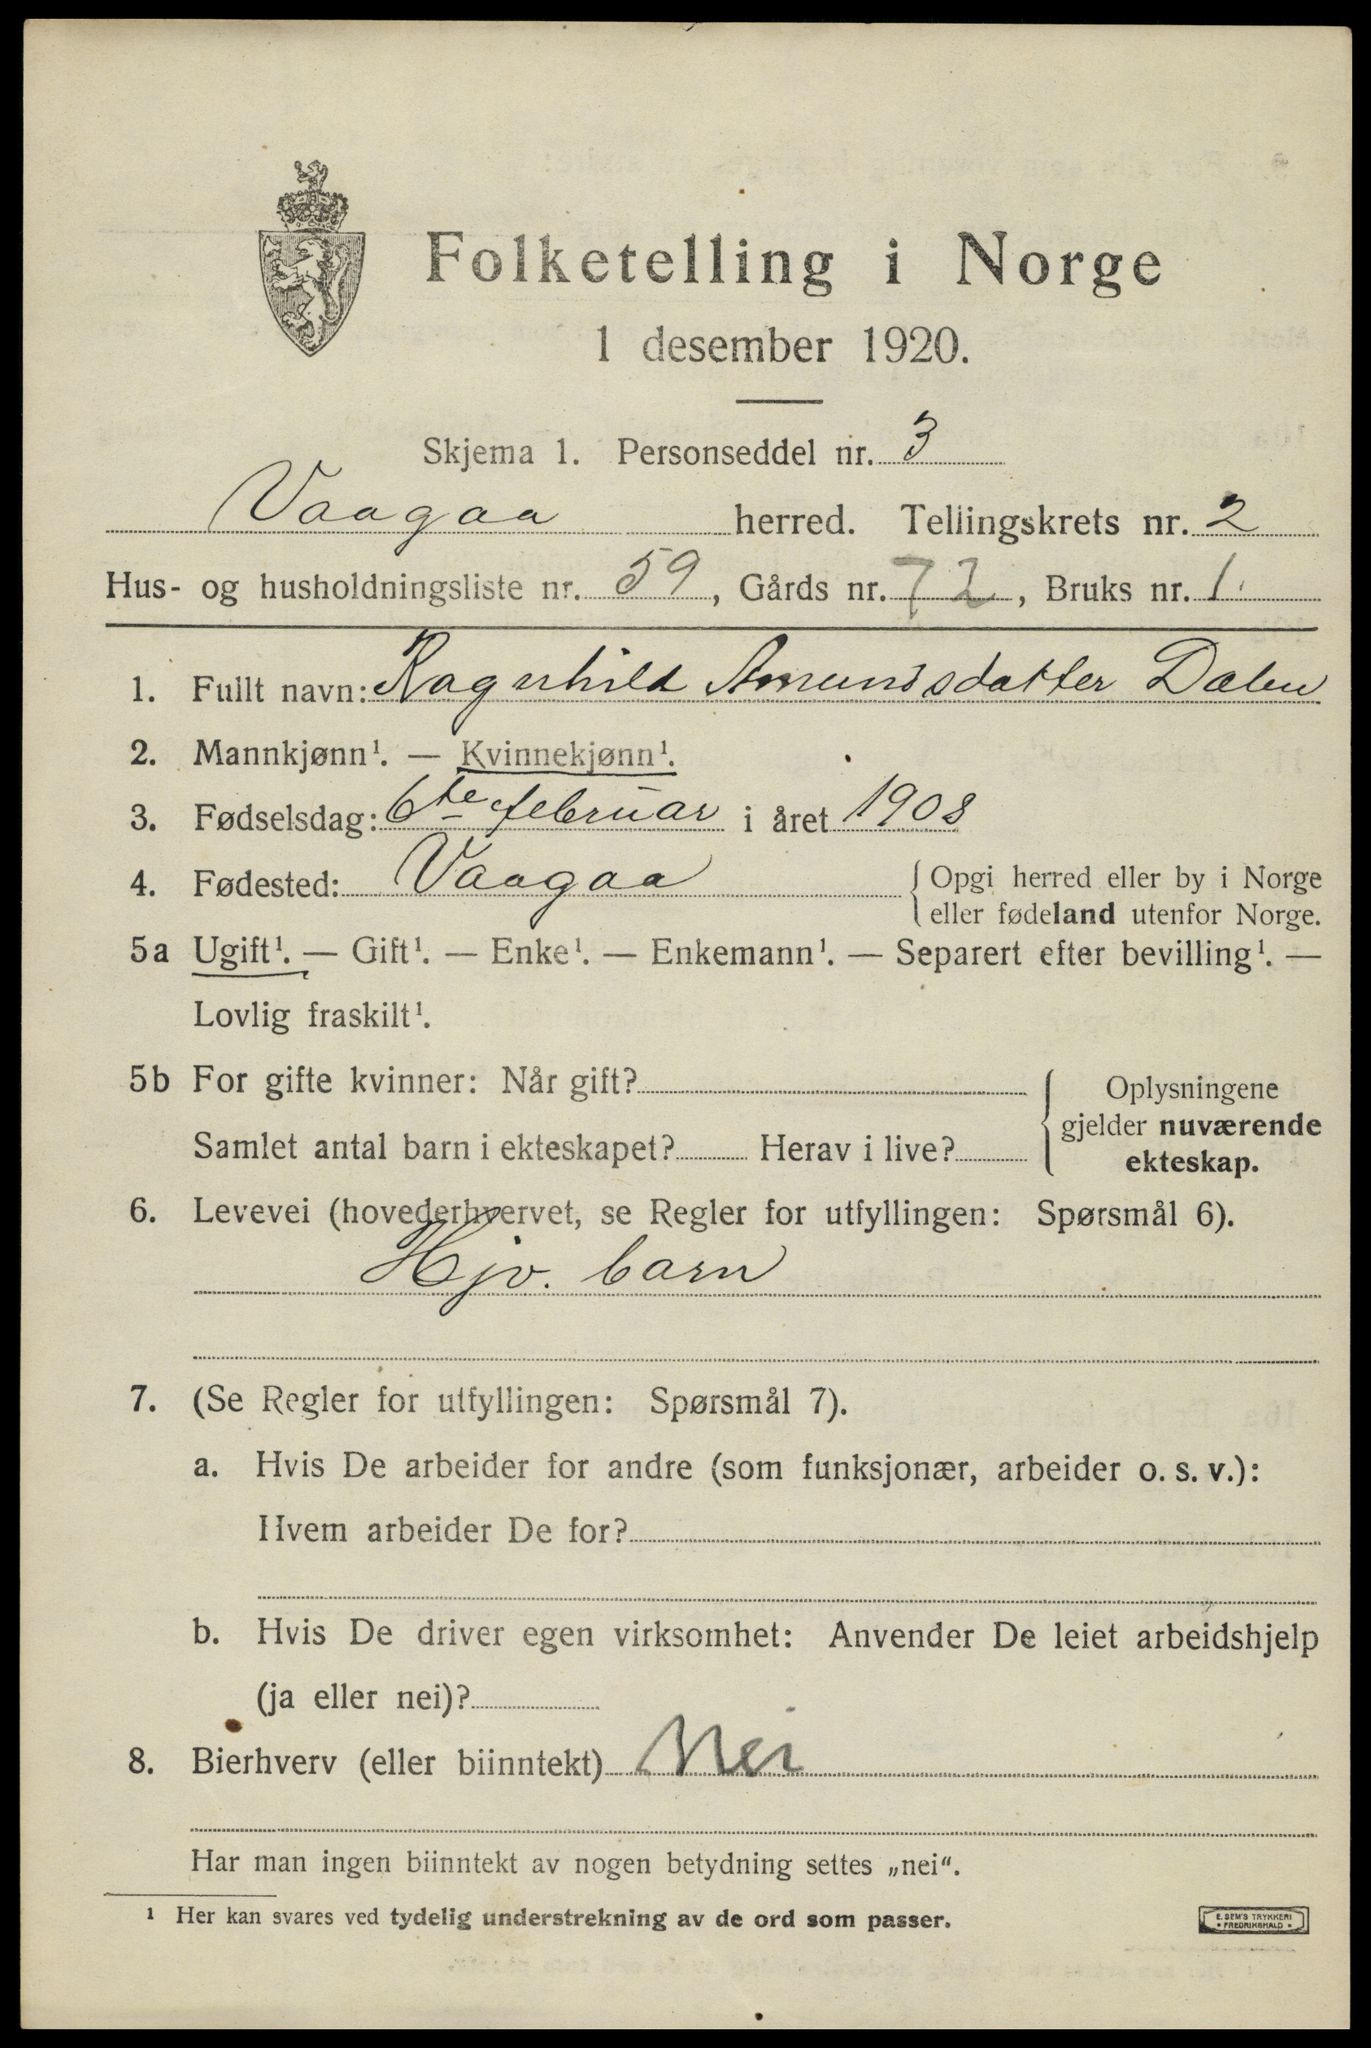 Folketelling i Norge
1 desember 1920.
Skjema 1. Personseddel nr. 3
Vaagaa herred. Tellingskrets nr. 2
Hus- og husholdningsliste nr. 59, Gårds nr. 72, Bruks nr. 1.
1. Fullt navn: Ragnhild Amundsdatter Dalen
2. Mannkjønn¹. — Kvinnekjønn¹.
3. Fødselsdag: 6te februar i året 1908
4. Fødested: Vaagaa { Opgi herred eller by i Norge
eller fødeland utenfor Norge.
5a Ugift¹. — Gift¹. — Enke¹. — Enkemann¹. — Separert efter bevilling¹. —
Lovlig fraskilt¹.
5b For gifte kvinner: Når gift?
Samlet antal barn i ekteskapet? Herav i live?
Oplysningene
gjelder nuværende
ekteskap.
6. Levevei (hovederhvervet, se Regler for utfyllingen: Spørsmål 6).
Hjv. barn
7. (Se Regler for utfyllingen: Spørsmål 7).
a. Hvis De arbeider for andre (som funksjonær, arbeider o. s. v.):
Hvem arbeider De for?
b. Hvis De driver egen virksomhet: Anvender De leiet arbeidshjelp
(ja eller nei)?
8. Bierhverv (eller biinntekt) Nei
Har man ingen biinntekt av nogen betydning settes „nei".
¹ Her kan svares ved tydelig understrekning av de ord som passer.
E. SEM'S TRYKKERI
• FREDRIKSHALD •